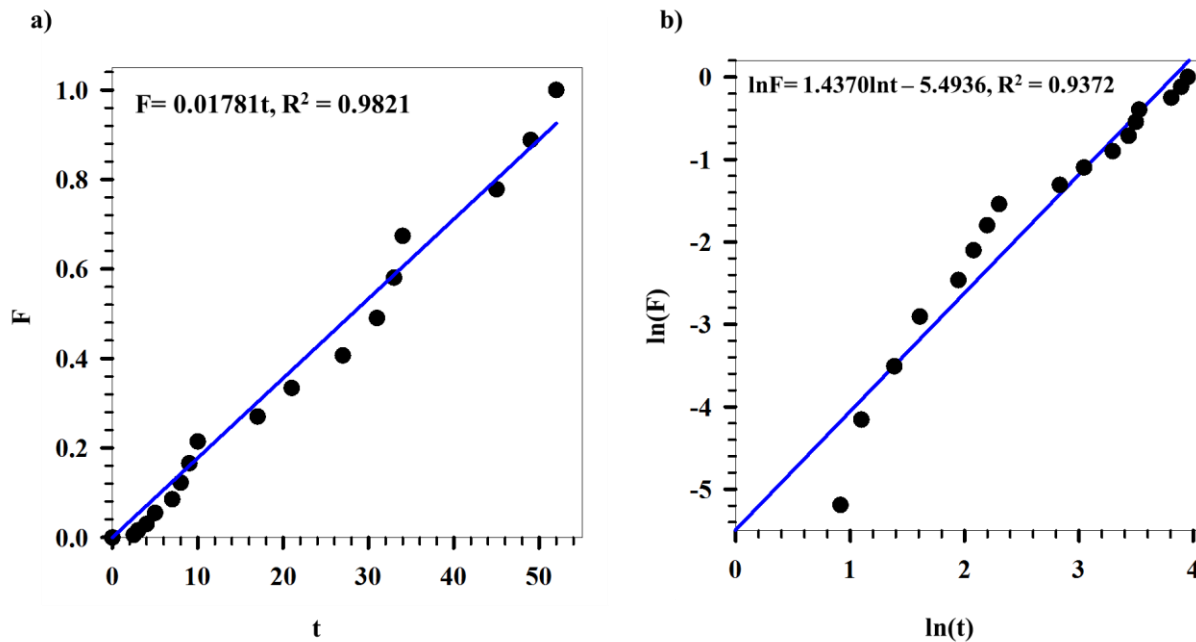 a)
F= 0.01781t, R² = 0.9821
1.0
0.8
0.6
0.4
0.2
0.0
F
0 10 20 30 40 50
t
b)
lnF= 1.4370lnt – 5.4936, R² = 0.9372
0
-1
-2
-3
-4
-5
ln(F)
0 1 2 3 4
ln(t)